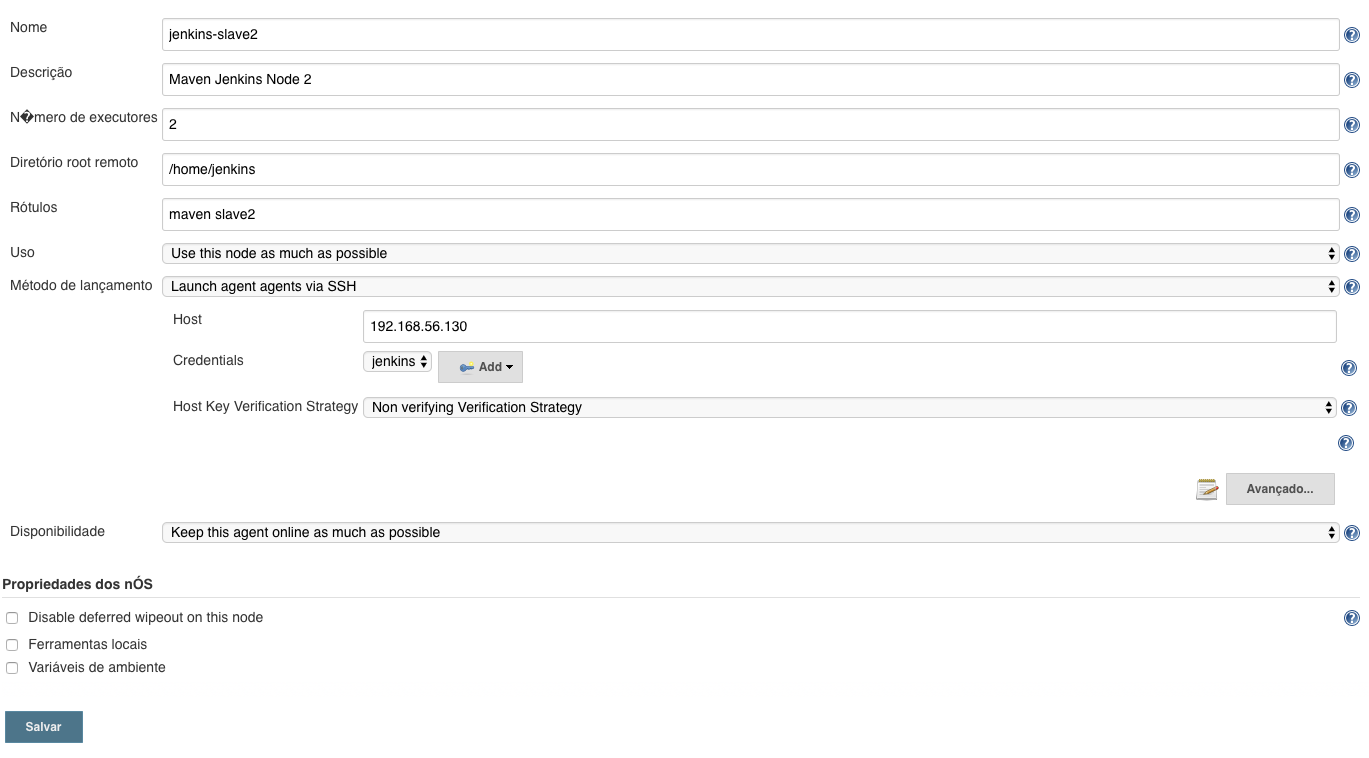 Nome jenkins-slave2
Descrição Maven Jenkins Node 2
N�mero de executores 2
Diretório root remoto /home/jenkins
Rótulos maven slave2
Uso Use this node as much as possible
Método de lançamento Launch agent agents via SSH
Host 192.168.56.130
Credentials jenkins Add
Host Key Verification Strategy Non verifying Verification Strategy
Avançado...
Disponibilidade Keep this agent online as much as possible
Propriedades dos nÓS
Disable deferred wipeout on this node
Ferramentas locais
Variáveis de ambiente
Salvar